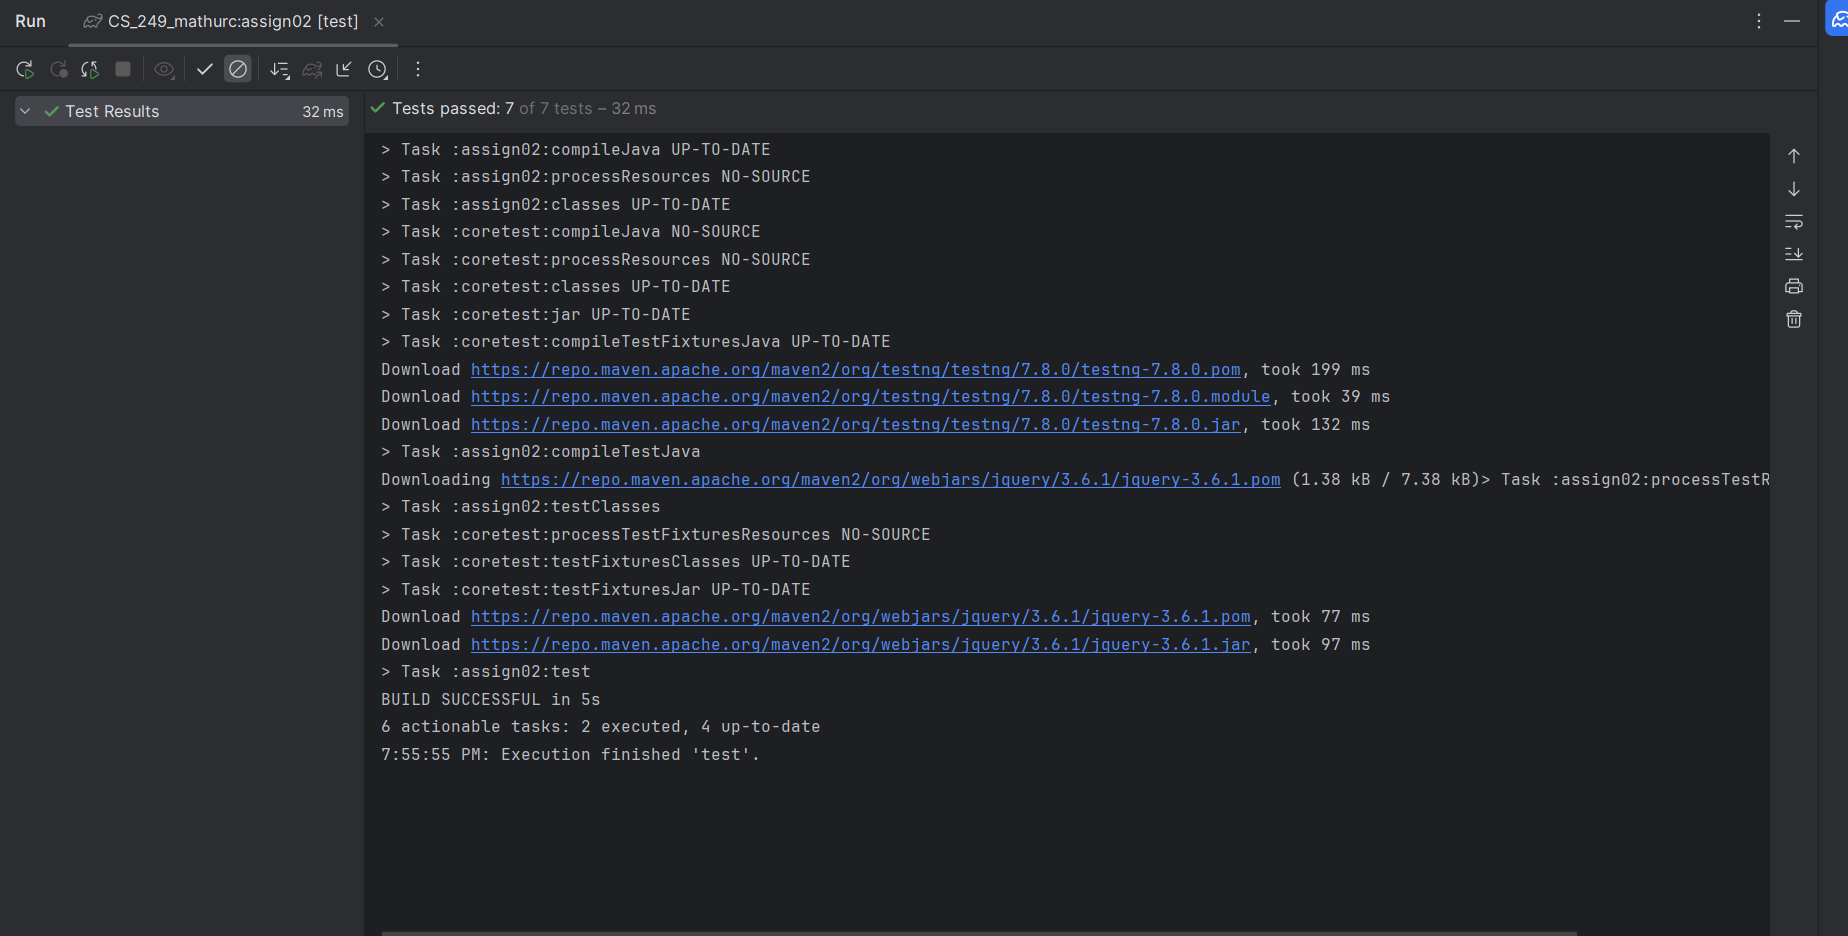 Run
CS_249_mathurc:assign02 [test]
Test Results 32 ms
Tests passed: 7 of 7 tests – 32 ms
> Task :assign02:compileJava UP-TO-DATE
> Task :assign02:processResources NO-SOURCE
> Task :assign02:classes UP-TO-DATE
> Task :coretest:compileJava NO-SOURCE
> Task :coretest:processResources NO-SOURCE
> Task :coretest:classes UP-TO-DATE
> Task :coretest:jar UP-TO-DATE
> Task :coretest:compileTestFixturesJava UP-TO-DATE
Download https://repo.maven.apache.org/maven2/org/testng/testng/7.8.0/testng-7.8.0.pom, took 199 ms
Download https://repo.maven.apache.org/maven2/org/testng/testng/7.8.0/testng-7.8.0.module, took 39 ms
Download https://repo.maven.apache.org/maven2/org/testng/testng/7.8.0/testng-7.8.0.jar, took 132 ms
> Task :assign02:compileTestJava
Downloading https://repo.maven.apache.org/maven2/org/webjars/jquery/3.6.1/jquery-3.6.1.pom (1.38 kB / 7.38 kB)> Task :assign02:processTestR
> Task :assign02:testClasses
> Task :coretest:processTestFixturesResources NO-SOURCE
> Task :coretest:testFixturesClasses UP-TO-DATE
> Task :coretest:testFixturesJar UP-TO-DATE
Download https://repo.maven.apache.org/maven2/org/webjars/jquery/3.6.1/jquery-3.6.1.pom, took 77 ms
Download https://repo.maven.apache.org/maven2/org/webjars/jquery/3.6.1/jquery-3.6.1.jar, took 97 ms
> Task :assign02:test
BUILD SUCCESSFUL in 5s
6 actionable tasks: 2 executed, 4 up-to-date
7:55:55 PM: Execution finished 'test'.